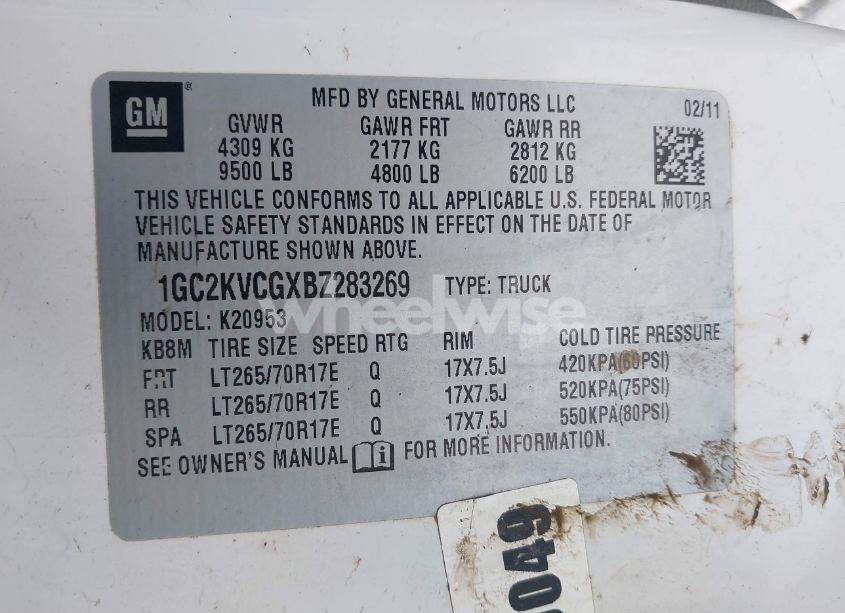 GM ®
MFD BY GENERAL MOTORS LLC 02/11
GVWR GAWR FRT GAWR RR
4309 KG 2177 KG 2812 KG
9500 LB 4800 LB 6200 LB
THIS VEHICLE CONFORMS TO ALL APPLICABLE U.S. FEDERAL MOTOR
VEHICLE SAFETY STANDARDS IN EFFECT ON THE DATE OF
MANUFACTURE SHOWN ABOVE.
1GC2KVCGXBZ283269 TYPE: TRUCK
wheelwise
MODEL: K20953
KB8M TIRE SIZE SPEED RTG RIM COLD TIRE PRESSURE
FRT LT265/70R17E Q 17X7.5J 420KPA(60PSI)
RR LT265/70R17E Q 17X7.5J 520KPA(75PSI)
SPA LT265/70R17E Q 17X7.5J 550KPA(80PSI)
SEE OWNER'S MANUAL i FOR MORE INFORMATION.
049